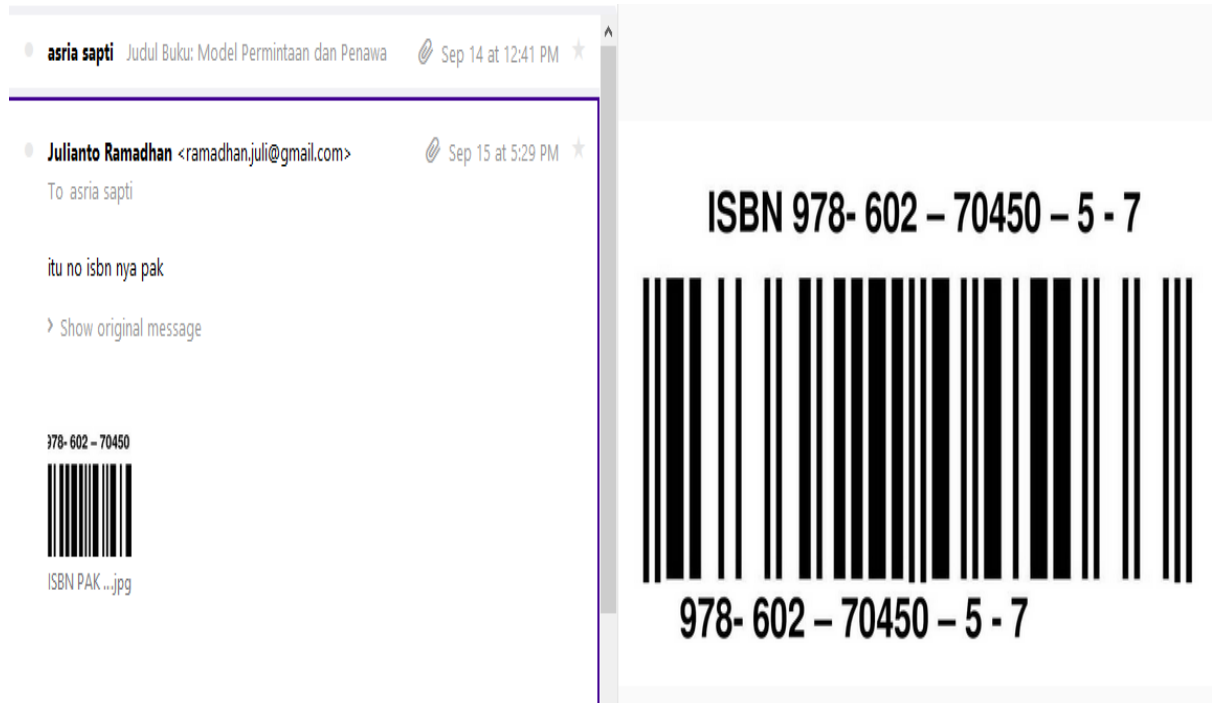 asria sapti Judul Buku: Model Permintaan dan Penawa Sep 14 at 12:41 PM
Julianto Ramadhan <ramadhan.juli@gmail.com> Sep 15 at 5:29 PM
To asria sapti
itu no isbn nya pak
> Show original message
978- 602 – 70450
ISBN PAK ...jpg
ISBN 978- 602 – 70450 – 5 - 7
978- 602 – 70450 – 5 - 7